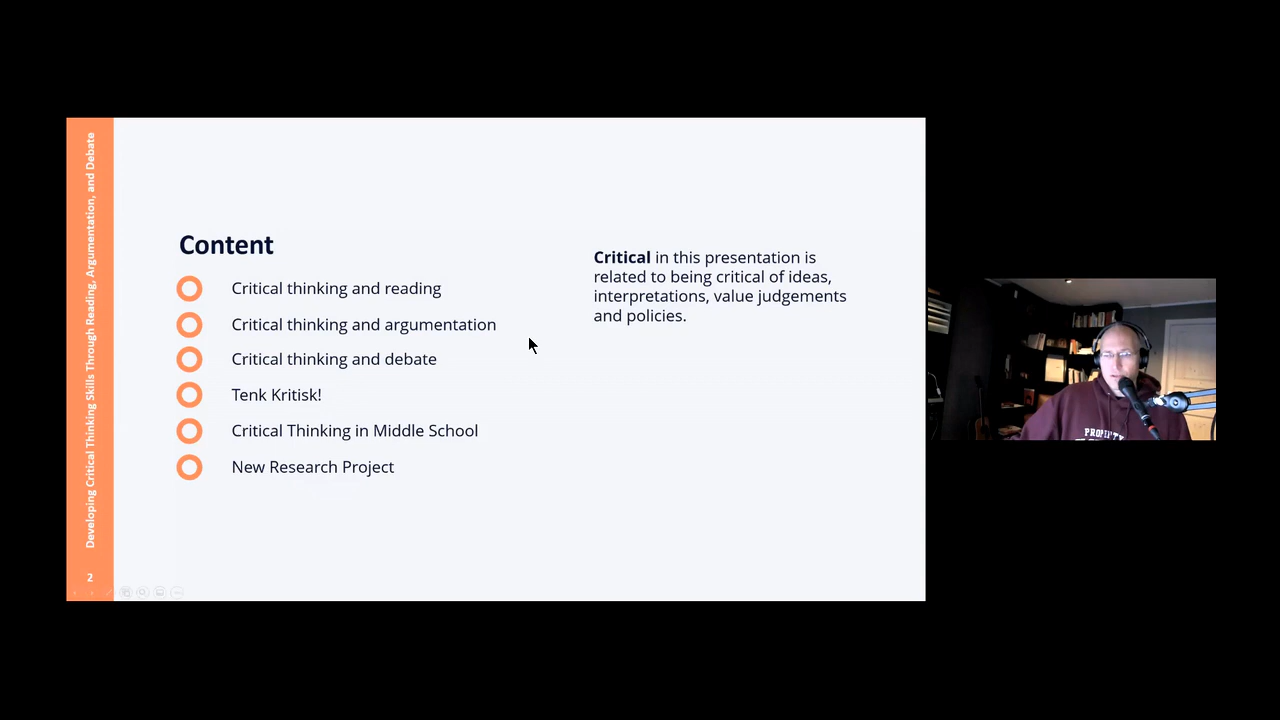 Developing Critical Thinking Skills Through Reading, Argumentation, and Debate
2
Content
Critical thinking and reading
Critical thinking and argumentation
Critical thinking and debate
Tenk Kritisk!
Critical Thinking in Middle School
New Research Project
Critical in this presentation is
related to being critical of ideas,
interpretations, value judgements
and policies.
PROPERTY